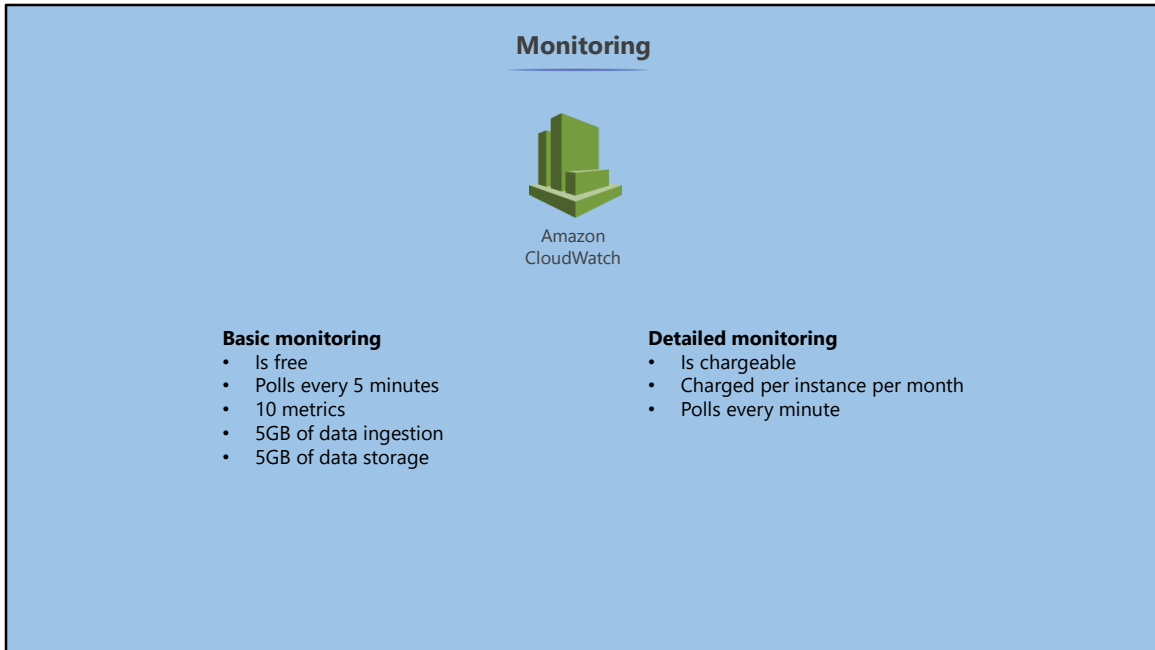 Monitoring
Amazon
CloudWatch
Basic monitoring
• Is free
• Polls every 5 minutes
• 10 metrics
• 5GB of data ingestion
• 5GB of data storage
Detailed monitoring
• Is chargeable
• Charged per instance per month
• Polls every minute